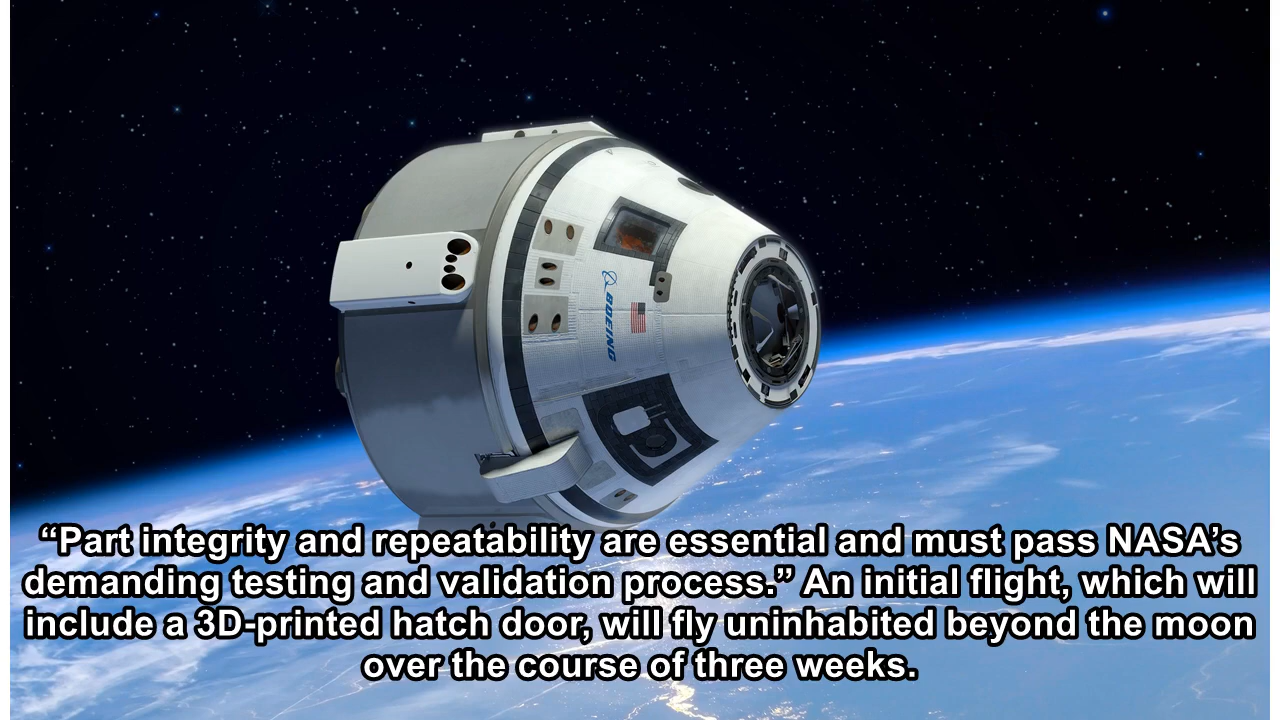 BOEING
“Part integrity and repeatability are essential and must pass NASA’s
demanding testing and validation process.” An initial flight, which will
include a 3D-printed hatch door, will fly uninhabited beyond the moon
over the course of three weeks.